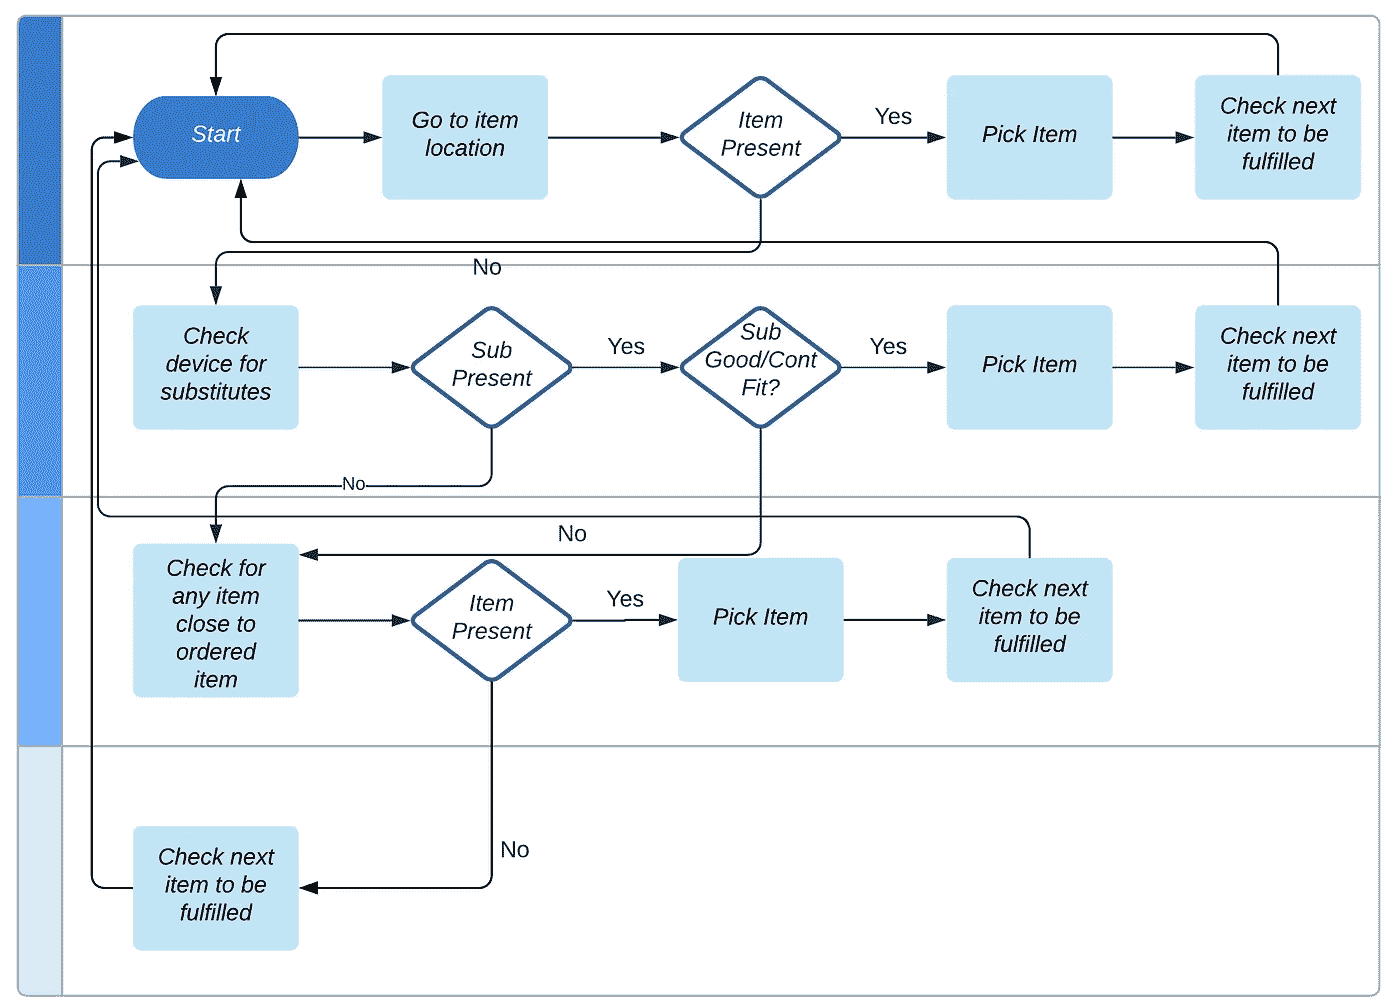 Start
Go to item
location
Item
Present
Yes
Pick Item
Check next
item to be
fulfilled
No
Check
device for
substitutes
Sub
Present
Yes
Sub
Good/Cont
Fit?
Yes
Pick Item
Check next
item to be
fulfilled
No
No
Check for
any item
close to
ordered
item
Item
Present
Yes
Pick Item
Check next
item to be
fulfilled
No
Check next
item to be
fulfilled